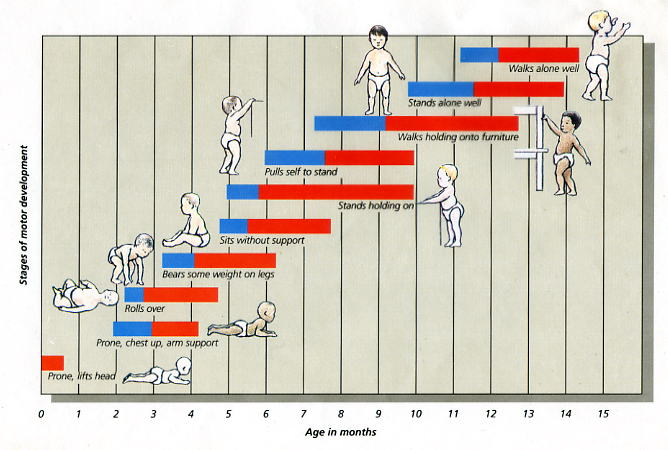 Walks alone well
Stands alone well
Walks holding onto furniture
Pulls self to stand
Stands holding on
Sits without support
Bears some weight on legs
Rolls over
Prone, chest up, arm support
Prone, lifts head
Stages of motor development
0 1 2 3 4 5 6 7 8 9 10 11 12 13 14 15
Age in months